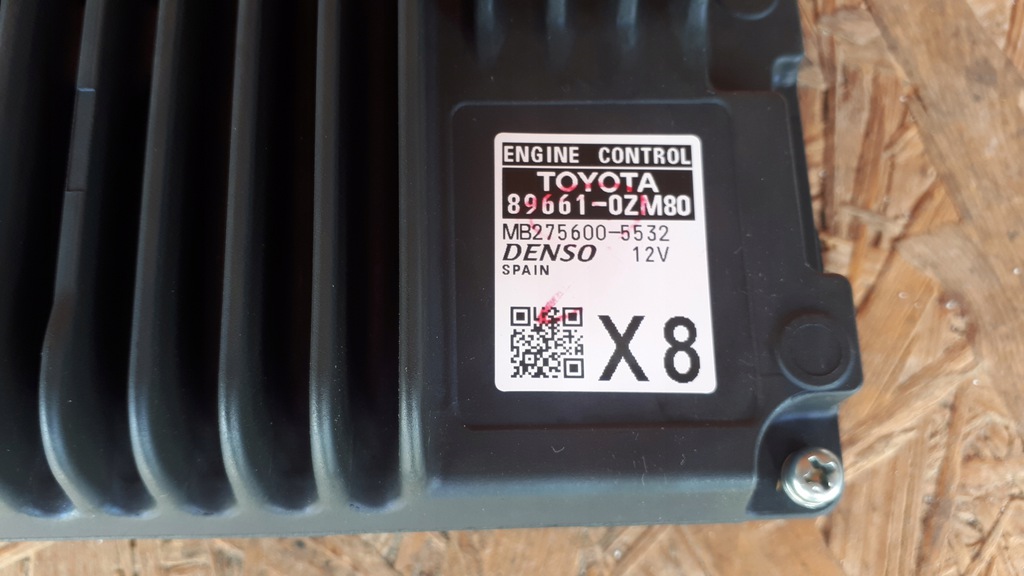 ENGINE CONTROL
TOYOTA
89661-0ZM80
MB275600-5532
DENSO 12V
SPAIN
X8